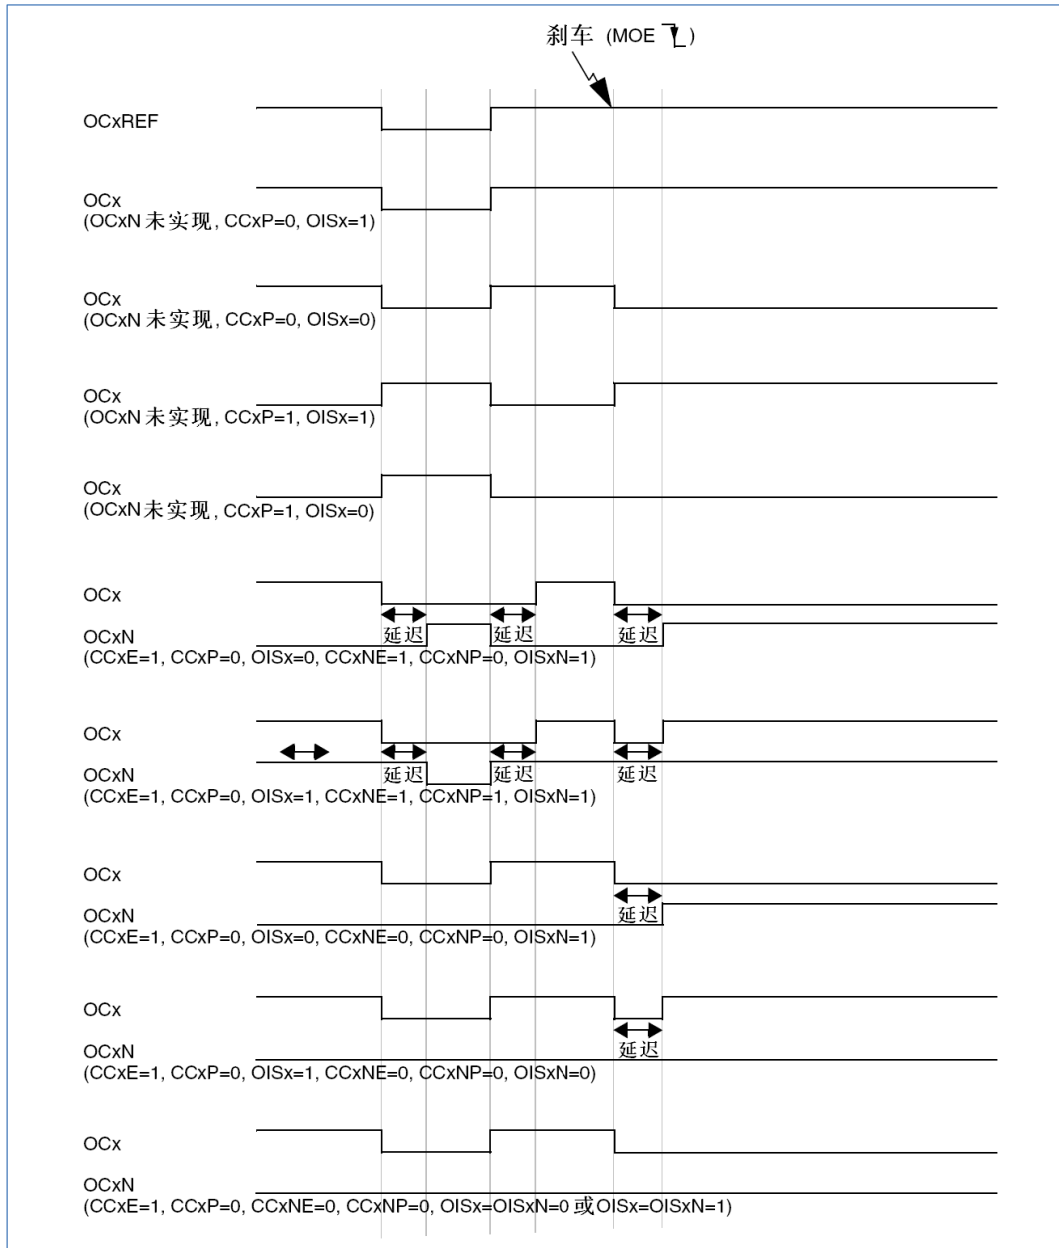 刹车 (MOE )
OCxREF
OCx
(OCxN 未实现, CCxP=0, OISx=1)
OCx
(OCxN 未实现, CCxP=0, OISx=0)
OCx
(OCxN 未实现, CCxP=1, OISx=1)
OCx
(OCxN 未实现, CCxP=1, OISx=0)
OCx
延迟 延迟 延迟
OCxN
(CCxE=1, CCxP=0, OISx=0, CCxNE=1, CCxNP=0, OISxN=1)
OCx
延迟 延迟 延迟
OCxN
(CCxE=1, CCxP=0, OISx=1, CCxNE=1, CCxNP=1, OISxN=1)
OCx
延迟
OCxN
(CCxE=1, CCxP=0, OISx=0, CCxNE=0, CCxNP=0, OISxN=1)
OCx
延迟
OCxN
(CCxE=1, CCxP=0, OISx=1, CCxNE=0, CCxNP=0, OISxN=0)
OCx
OCxN
(CCxE=1, CCxP=0, CCxNE=0, CCxNP=0, OISx=OISxN=0 或OISx=OISxN=1)